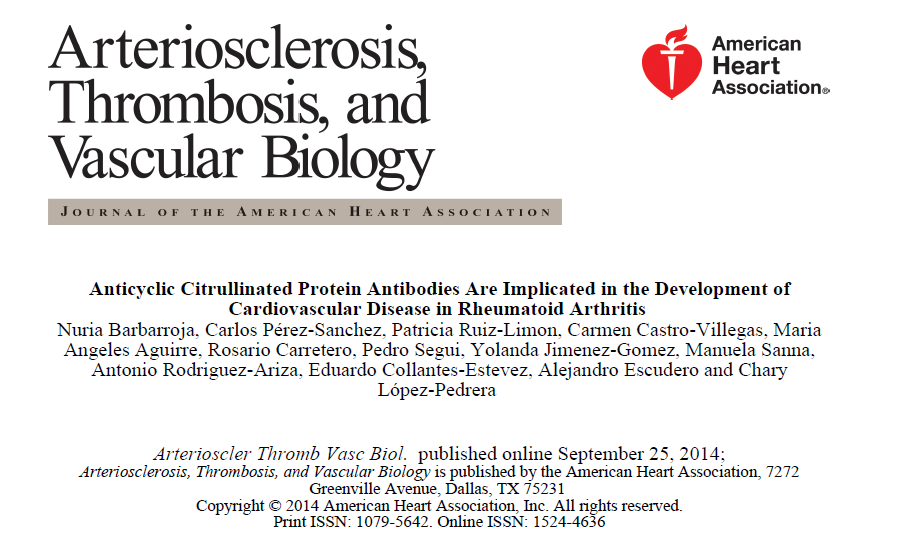 Arteriosclerosis,
Thrombosis, and
Vascular Biology
American
Heart
Association®
JOURNAL OF THE AMERICAN HEART ASSOCIATION
Anticyclic Citrullinated Protein Antibodies Are Implicated in the Development of
Cardiovascular Disease in Rheumatoid Arthritis
Nuria Barbarroja, Carlos Pérez-Sanchez, Patricia Ruiz-Limon, Carmen Castro-Villegas, Maria
Angeles Aguirre, Rosario Carretero, Pedro Segui, Yolanda Jimenez-Gomez, Manuela Sanna,
Antonio Rodriguez-Ariza, Eduardo Collantes-Estevez, Alejandro Escudero and Chary
López-Pedrera
Arterioscler Thromb Vasc Biol. published online September 25, 2014;
Arteriosclerosis, Thrombosis, and Vascular Biology is published by the American Heart Association, 7272
Greenville Avenue, Dallas, TX 75231
Copyright © 2014 American Heart Association, Inc. All rights reserved.
Print ISSN: 1079-5642. Online ISSN: 1524-4636